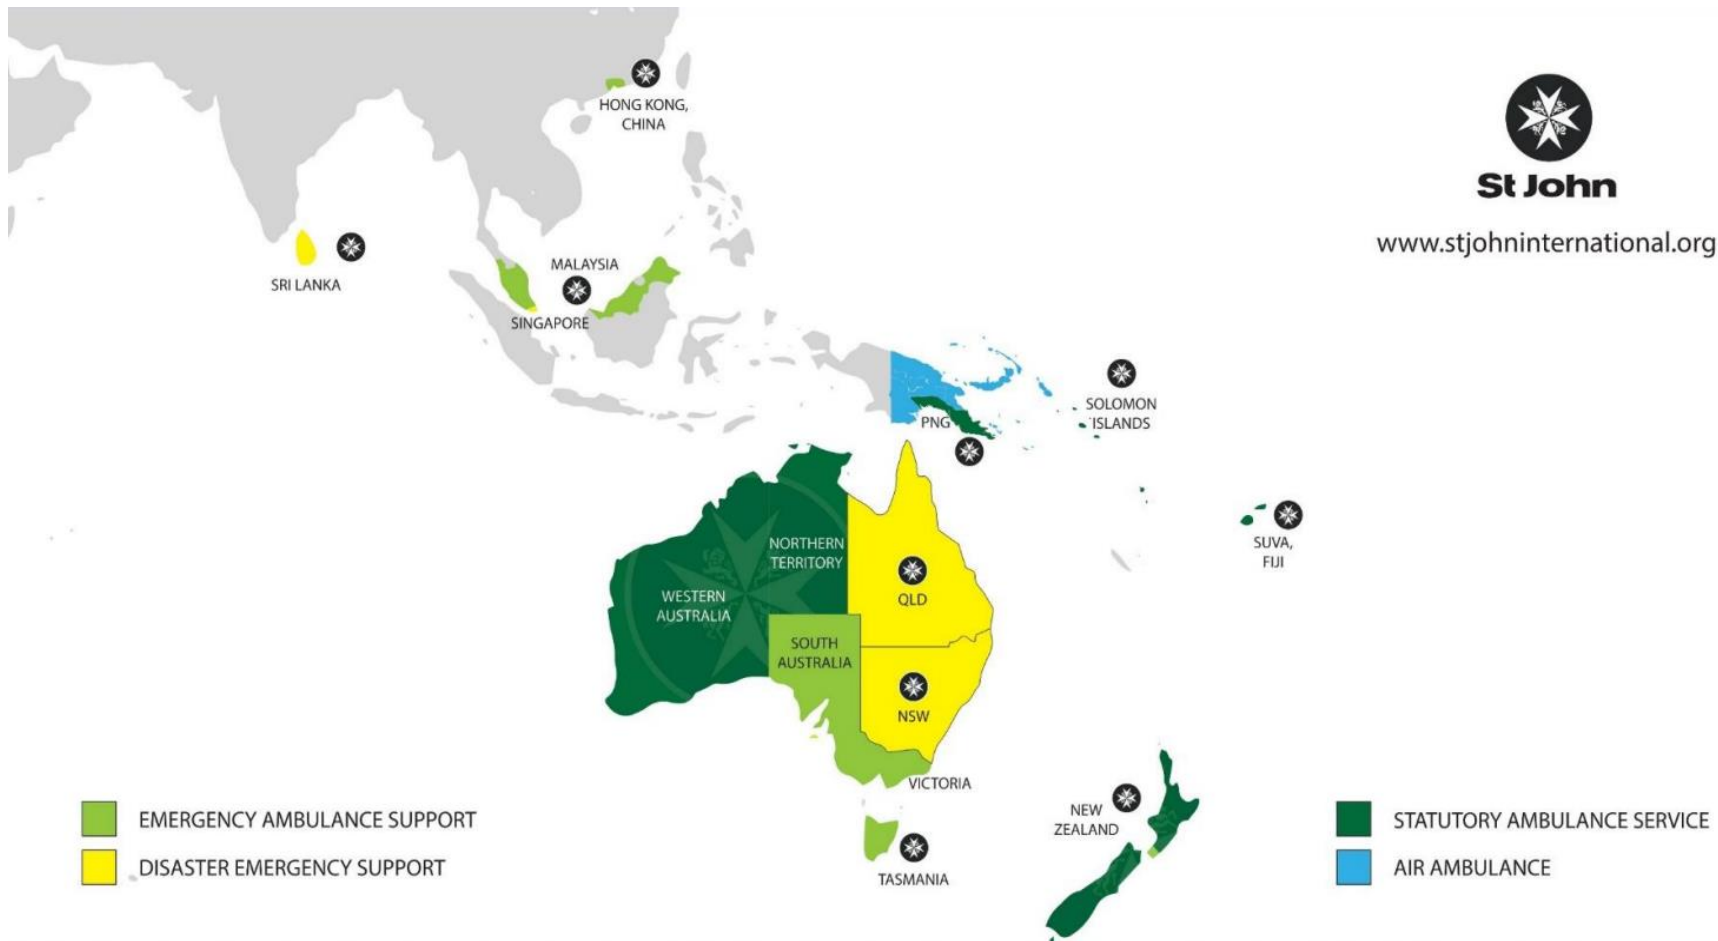 HONG KONG,
CHINA
St John
www.stjohninternational.org
SRI LANKA
MALAYSIA
SINGAPORE
SOLOMON
ISLANDS
PNG
NORTHERN
TERRITORY
SUVA,
FIJI
WESTERN
AUSTRALIA
QLD
SOUTH
AUSTRALIA
NSW
VICTORIA
NEW
ZEALAND
TASMANIA
EMERGENCY AMBULANCE SUPPORT
DISASTER EMERGENCY SUPPORT
STATUTORY AMBULANCE SERVICE
AIR AMBULANCE